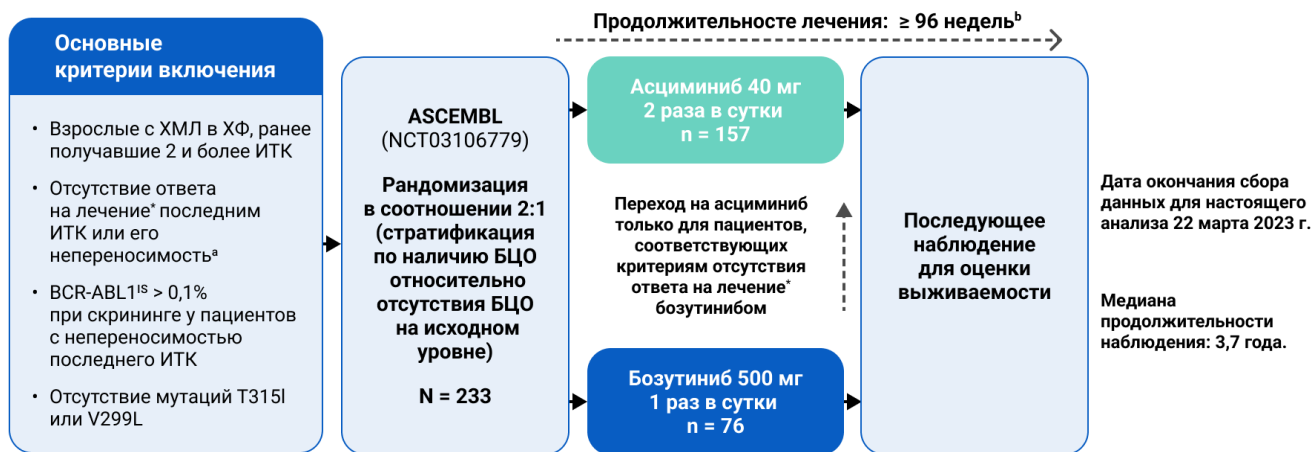 Продолжительносте лечения: ≥ 96 недельᵇ
Основные
критерии включения
• Взрослые с ХМЛ в ХФ, ранее
получавшие 2 и более ИТК
• Отсутствие ответа
на лечение* последним
ИТК или его
непереносимостьᵃ
• BCR-ABL1ᴵˢ > 0,1%
при скрининге у пациентов
с непереносимостью
последнего ИТК
• Отсутствие мутаций T315I
или V299L
ASCEMBL
(NCT03106779)
Рандомизация
в соотношении 2:1
(стратификация
по наличию БЦО
относительно
отсутствия БЦО
на исходном
уровне)
N = 233
Асциминиб 40 мг
2 раза в сутки
n = 157
Переход на асциминиб
только для пациентов,
соответствующих
критериям отсутствия
ответа на лечение*
бозутинибом
Бозутиниб 500 мг
1 раз в сутки
n = 76
Последующее
наблюдение
для оценки
выживаемости
Дата окончания сбора
данных для настоящего
анализа 22 марта 2023 г.
Медиана
продолжительности
наблюдения: 3,7 года.